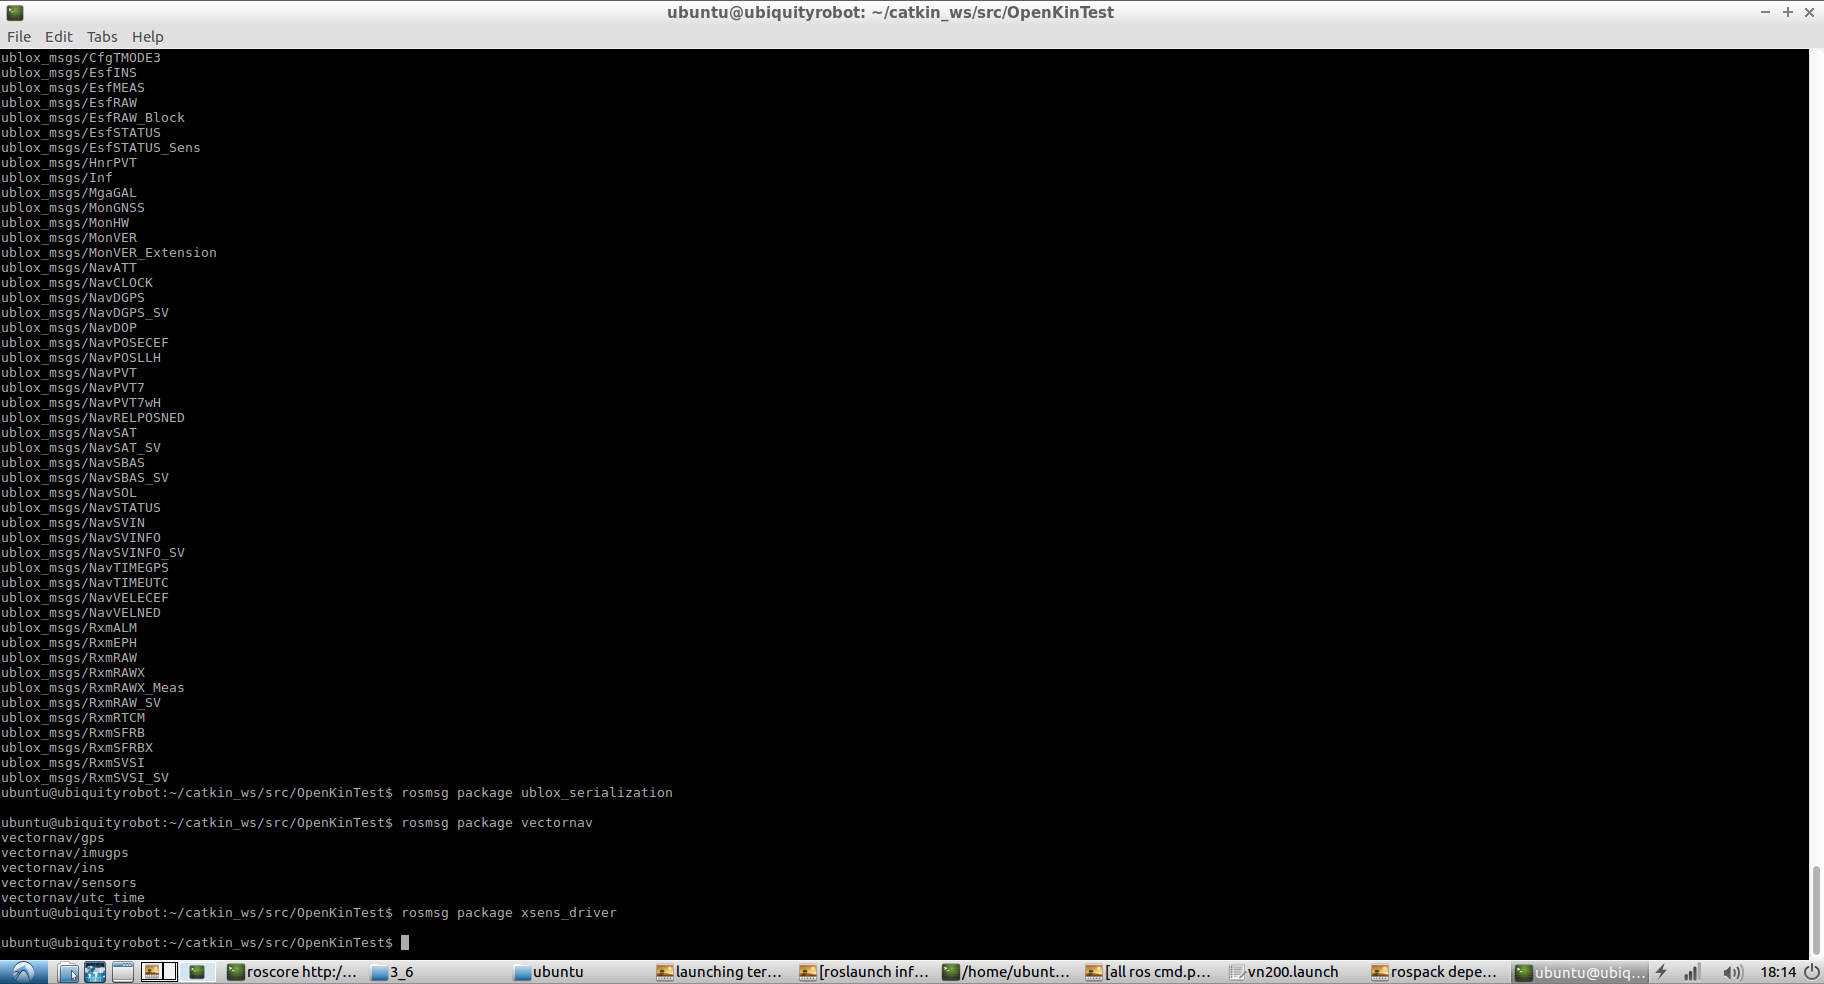 ubuntu@ubiquityrobot: ~/catkin_ws/src/OpenKinTest
File Edit Tabs Help
ublox_msgs/CfgTMODE3
ublox_msgs/EsfINS
ublox_msgs/EsfMEAS
ublox_msgs/EsfRAW
ublox_msgs/EsfRAW_Block
ublox_msgs/EsfSTATUS
ublox_msgs/EsfSTATUS_Sens
ublox_msgs/HnrPVT
ublox_msgs/Inf
ublox_msgs/MgaGAL
ublox_msgs/MonGNSS
ublox_msgs/MonHW
ublox_msgs/MonVER
ublox_msgs/MonVER_Extension
ublox_msgs/NavATT
ublox_msgs/NavCLOCK
ublox_msgs/NavDGPS
ublox_msgs/NavDGPS_SV
ublox_msgs/NavDOP
ublox_msgs/NavPOSECEF
ublox_msgs/NavPOSLLH
ublox_msgs/NavPVT
ublox_msgs/NavPVT7
ublox_msgs/NavPVT7wH
ublox_msgs/NavRELPOSNED
ublox_msgs/NavSAT
ublox_msgs/NavSAT_SV
ublox_msgs/NavSBAS
ublox_msgs/NavSBAS_SV
ublox_msgs/NavSOL
ublox_msgs/NavSTATUS
ublox_msgs/NavSVIN
ublox_msgs/NavSVINFO
ublox_msgs/NavSVINFO_SV
ublox_msgs/NavTIMEGPS
ublox_msgs/NavTIMEUTC
ublox_msgs/NavVELECEF
ublox_msgs/NavVELNED
ublox_msgs/RxmALM
ublox_msgs/RxmEPH
ublox_msgs/RxmRAW
ublox_msgs/RxmRAWX
ublox_msgs/RxmRAWX_Meas
ublox_msgs/RxmRAW_SV
ublox_msgs/RxmRTCM
ublox_msgs/RxmSFRB
ublox_msgs/RxmSFRBX
ublox_msgs/RxmSVSI
ublox_msgs/RxmSVSI_SV
ubuntu@ubiquityrobot:~/catkin_ws/src/OpenKinTest$ rosmsg package ublox_serialization
ubuntu@ubiquityrobot:~/catkin_ws/src/OpenKinTest$ rosmsg package vectornav
vectornav/gps
vectornav/imugps
vectornav/ins
vectornav/sensors
vectornav/utc_time
ubuntu@ubiquityrobot:~/catkin_ws/src/OpenKinTest$ rosmsg package xsens_driver
ubuntu@ubiquityrobot:~/catkin_ws/src/OpenKinTest$
roscore http:/... 3_6 ubuntu launching ter... [roslaunch inf... /home/ubunt... [all ros cmd.p... vn200.launch rospack depe... ubuntu@ubiq... 18:14